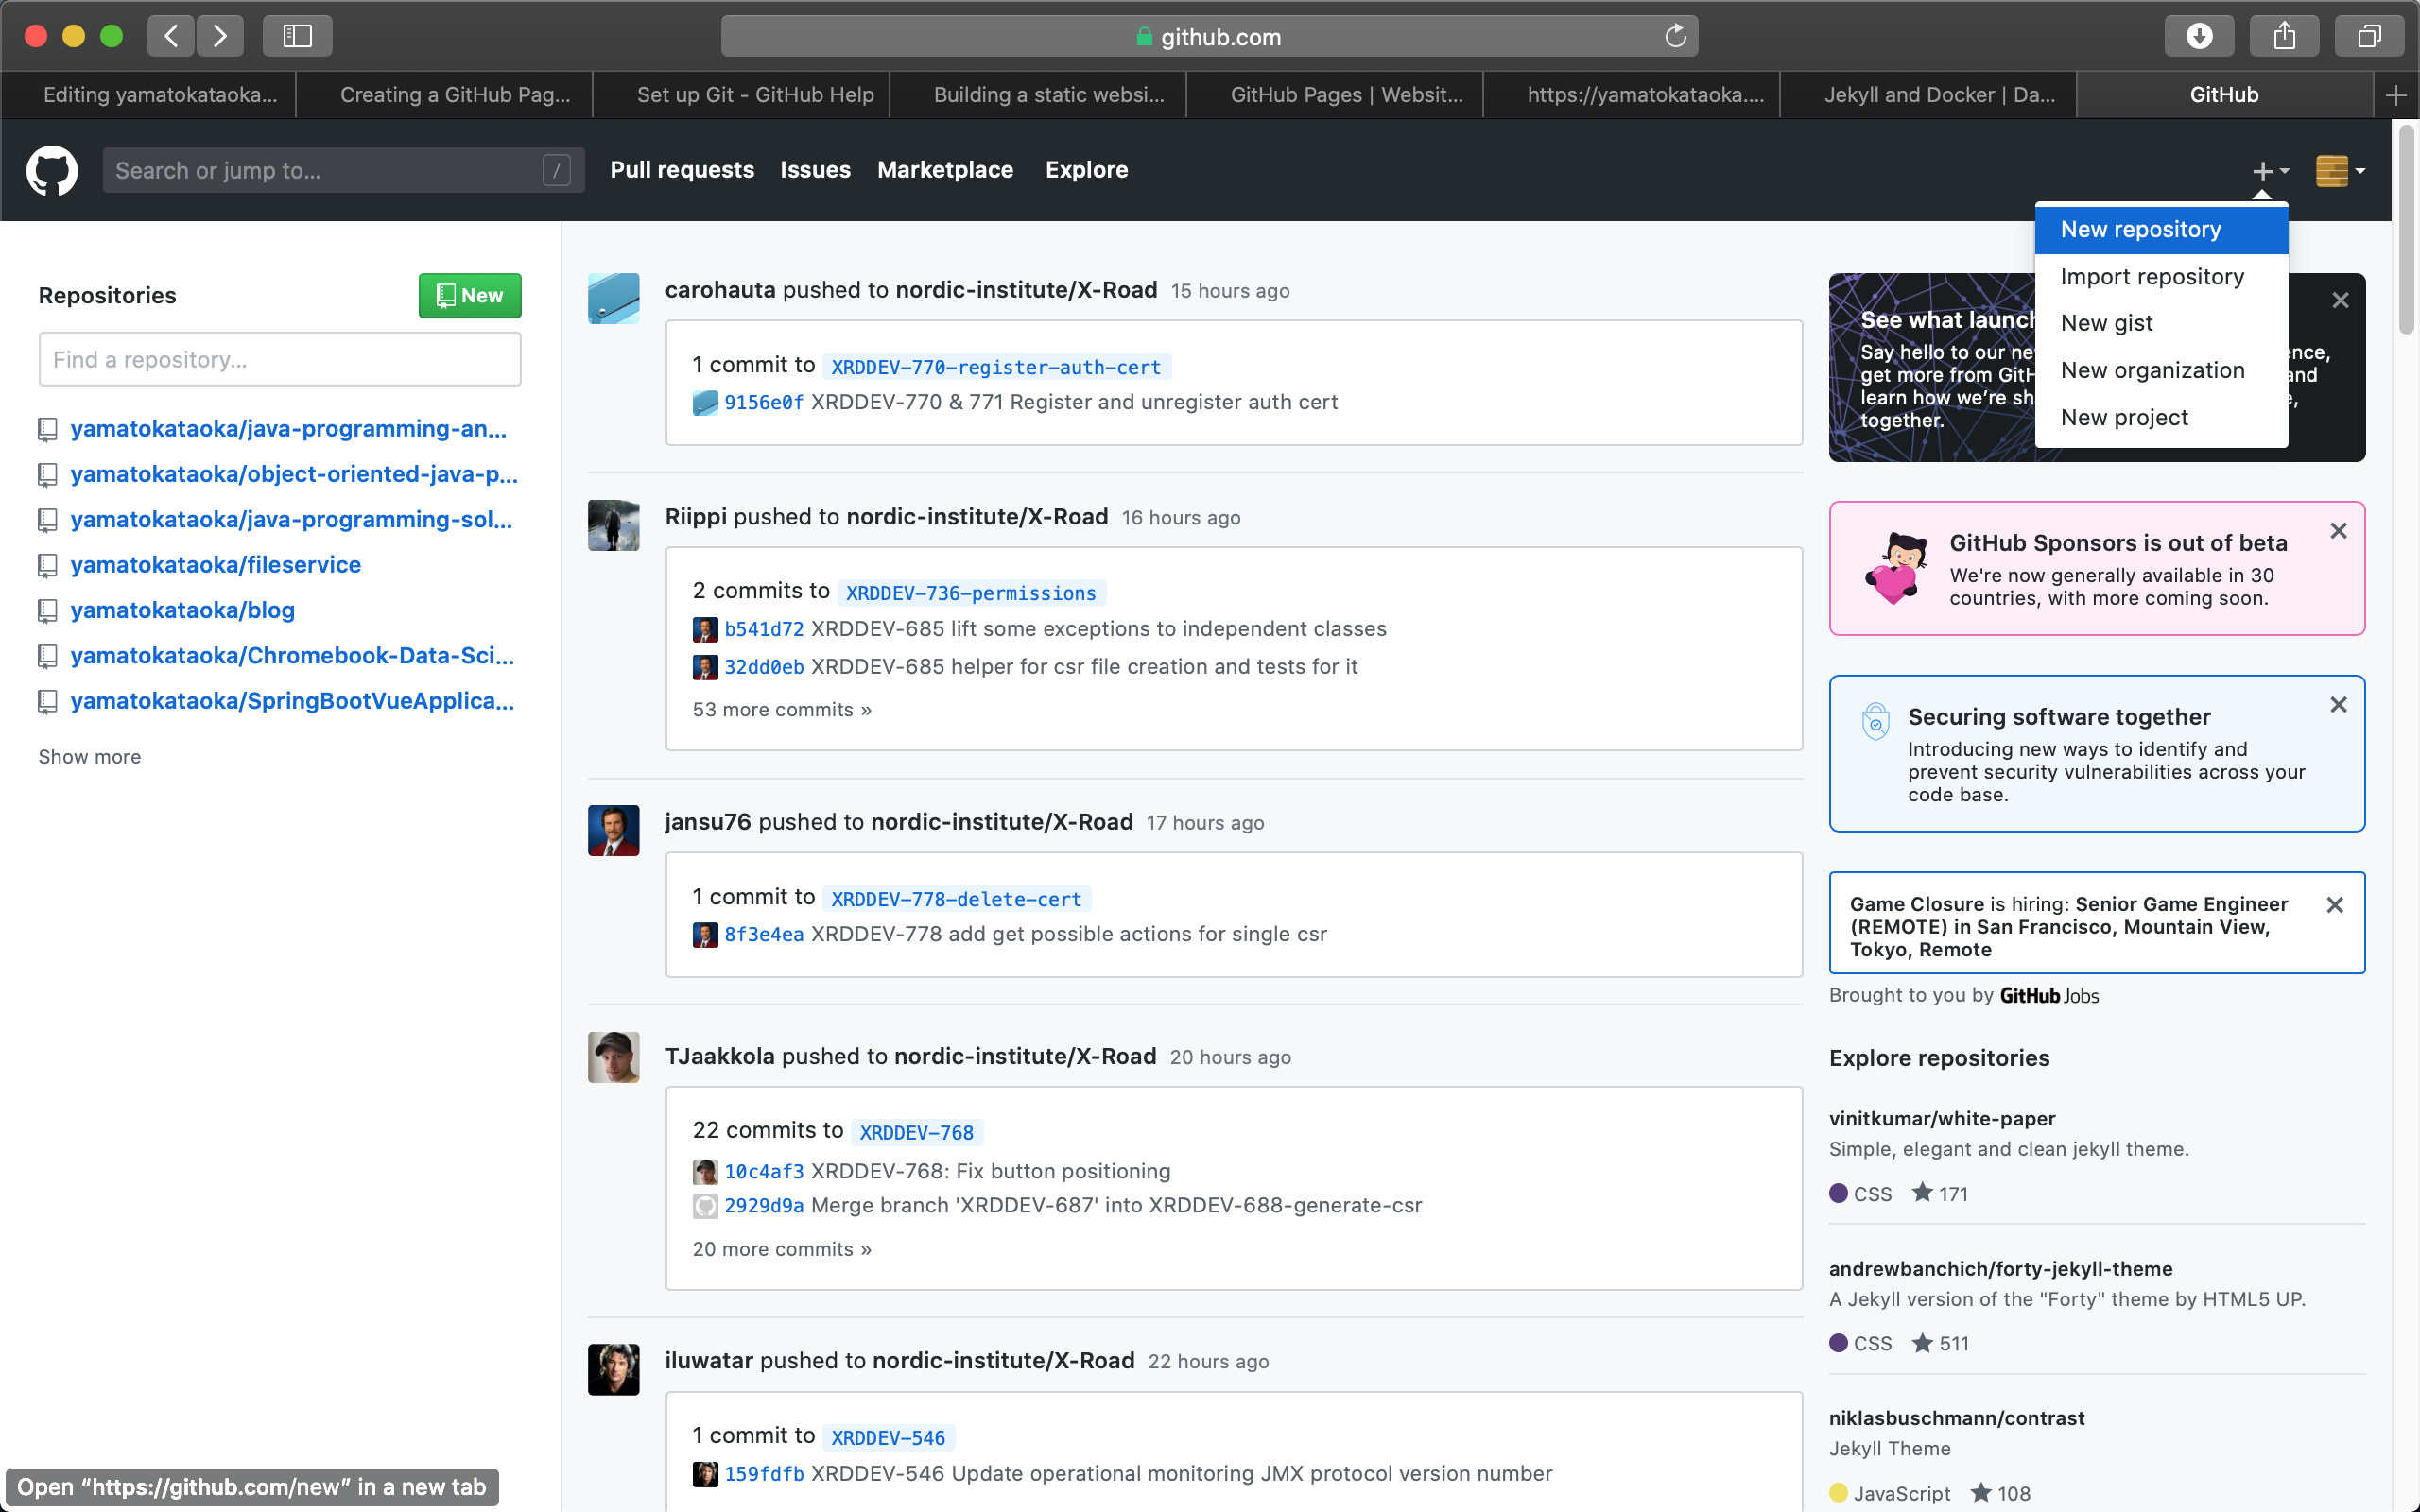 github.com
Editing yamatokataoka...
Creating a GitHub Pag...
Set up Git - GitHub Help
Building a static websi...
GitHub Pages | Websit...
https://yamatokataoka....
Jekyll and Docker | Da...
GitHub
Search or jump to... /
Pull requests
Issues
Marketplace
Explore
New repository
Import repository
New gist
New organization
New project
Repositories
New
Find a repository...
yamatokataoka/java-programming-an...
yamatokataoka/object-oriented-java-p...
yamatokataoka/java-programming-sol...
yamatokataoka/fileservice
yamatokataoka/blog
yamatokataoka/Chromebook-Data-Sci...
yamatokataoka/SpringBootVueApplica...
Show more
carohauta pushed to nordic-institute/X-Road 15 hours ago
1 commit to XRDDEV-770-register-auth-cert
9156e0f XRDDEV-770 & 771 Register and unregister auth cert
Riippi pushed to nordic-institute/X-Road 16 hours ago
2 commits to XRDDEV-736-permissions
b541d72 XRDDEV-685 lift some exceptions to independent classes
32dd0eb XRDDEV-685 helper for csr file creation and tests for it
53 more commits »
jansu76 pushed to nordic-institute/X-Road 17 hours ago
1 commit to XRDDEV-778-delete-cert
8f3e4ea XRDDEV-778 add get possible actions for single csr
TJaakkola pushed to nordic-institute/X-Road 20 hours ago
22 commits to XRDDEV-768
10c4af3 XRDDEV-768: Fix button positioning
2929d9a Merge branch 'XRDDEV-687' into XRDDEV-688-generate-csr
20 more commits »
iluwatar pushed to nordic-institute/X-Road 22 hours ago
1 commit to XRDDEV-546
159fdfb XRDDEV-546 Update operational monitoring JMX protocol version number
See what
Say hello to our
get more from and
learn how we're
together.
GitHub Sponsors is out of beta
We're now generally available in 30
countries, with more coming soon.
Securing software together
Introducing new ways to identify and
prevent security vulnerabilities across your
code base.
Game Closure is hiring: Senior Game Engineer
(REMOTE) in San Francisco, Mountain View,
Tokyo, Remote
Brought to you by GitHub Jobs
Explore repositories
vinitkumar/white-paper
Simple, elegant and clean jekyll theme.
CSS 171
andrewbanchich/forty-jekyll-theme
A Jekyll version of the "Forty" theme by HTML5 UP.
CSS 511
niklasbuschmann/contrast
Jekyll Theme
JavaScript 108
Open “https://github.com/new” in a new tab